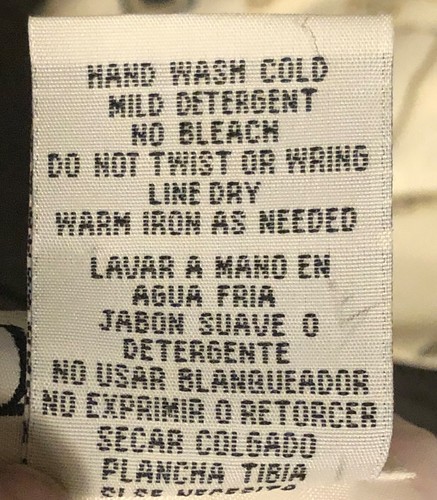 HAND WASH COLD
MILD DETERGENT
NO BLEACH
DO NOT TWIST OR WRING
LINE DRY
WARM IRON AS NEEDED
LAVAR A MANO EN
AGUA FRIA
JABON SUAVE O
DETERGENTE
NO USAR BLANQUEADOR
NO EXPRIMIR O RETORCER
SECAR COLGADO
PLANCHA TIBIA